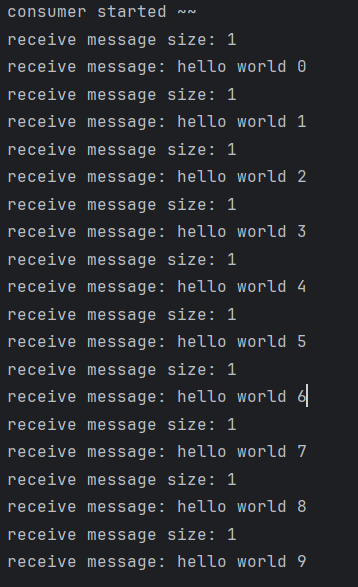 consumer started ~~
receive message size: 1
receive message: hello world 0
receive message size: 1
receive message: hello world 1
receive message size: 1
receive message: hello world 2
receive message size: 1
receive message: hello world 3
receive message size: 1
receive message: hello world 4
receive message size: 1
receive message: hello world 5
receive message size: 1
receive message: hello world 6
receive message size: 1
receive message: hello world 7
receive message size: 1
receive message: hello world 8
receive message size: 1
receive message: hello world 9